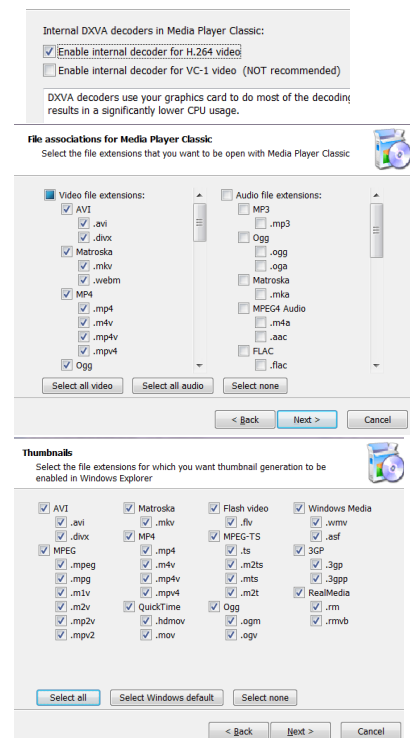 Internal DXVA decoders in Media Player Classic:
Enable internal decoder for H.264 video
Enable internal decoder for VC-1 video (NOT recommended)
DXVA decoders use your graphics card to do most of the decoding
results in a significantly lower CPU usage.
File associations for Media Player Classic
Select the file extensions that you want to be open with Media Player Classic
Video file extensions:
AVI
.avi
.divx
Matroska
.mkv
.webm
MP4
.mp4
.m4v
.mp4v
.mpv4
Ogg
Audio file extensions:
MP3
.mp3
Ogg
.ogg
.oga
Matroska
.mka
MPEG4 Audio
.m4a
.aac
FLAC
.flac
Select all video Select all audio Select none
< Back Next > Cancel
Thumbnails
Select the file extensions for which you want thumbnail generation to be
enabled in Windows Explorer
AVI
.avi
.divx
MPEG
.mpeg
.mpg
.m1v
.m2v
.mp2v
.mpv2
Matroska
.mkv
MP4
.mp4
.m4v
.mp4v
.mpv4
QuickTime
.hdmov
.mov
Flash video
.flv
MPEG-TS
.ts
.m2ts
.mts
.m2t
Ogg
.ogm
.ogv
Windows Media
.wmv
.asf
3GP
.3gp
.3gpp
RealMedia
.rm
.rmvb
Select all Select Windows default Select none
< Back Next > Cancel